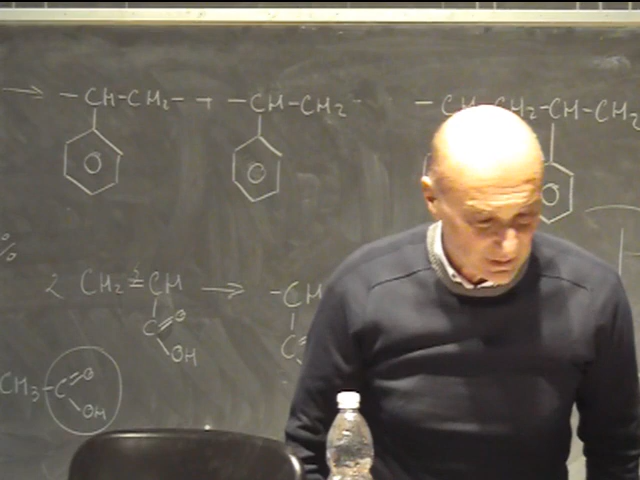 → –CH–CH₂– + –CH–CH₂– –CH CH₂–CH–CH₂
%
2 CH₂=CH → –CH
C=O C
OH
CH₃–C=O
OH